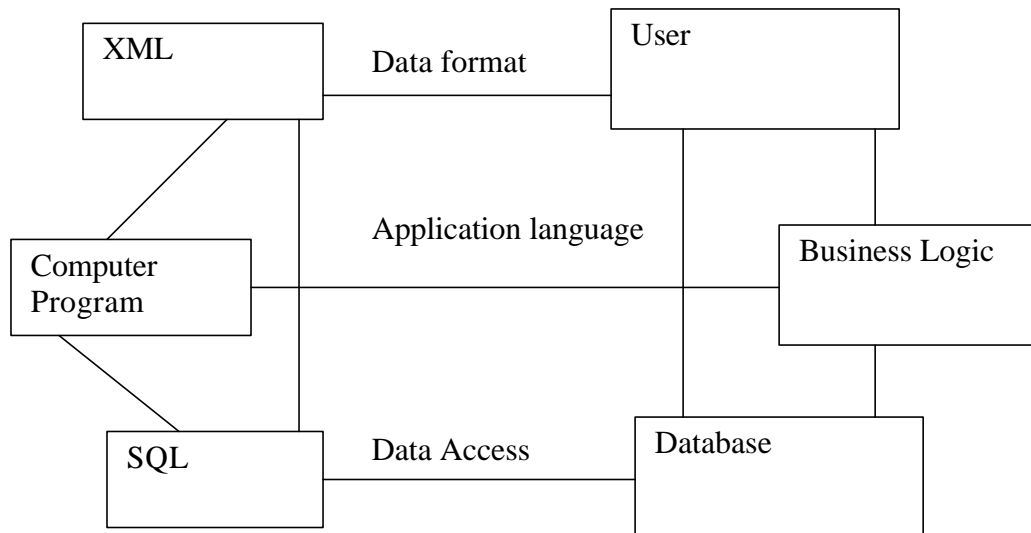 XML
User
Data format
Application language
Computer
Program
Business Logic
SQL
Data Access
Database